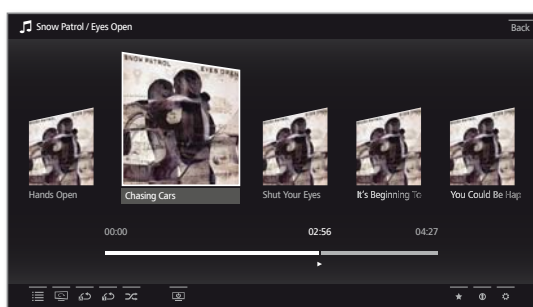 Snow Patrol / Eyes Open
Back
SNOW PATROL
EYES OPEN
Hands Open
Chasing Cars
Shut Your Eyes
It's Beginning To
You Could Be Hap
00:00
02:56
04:27